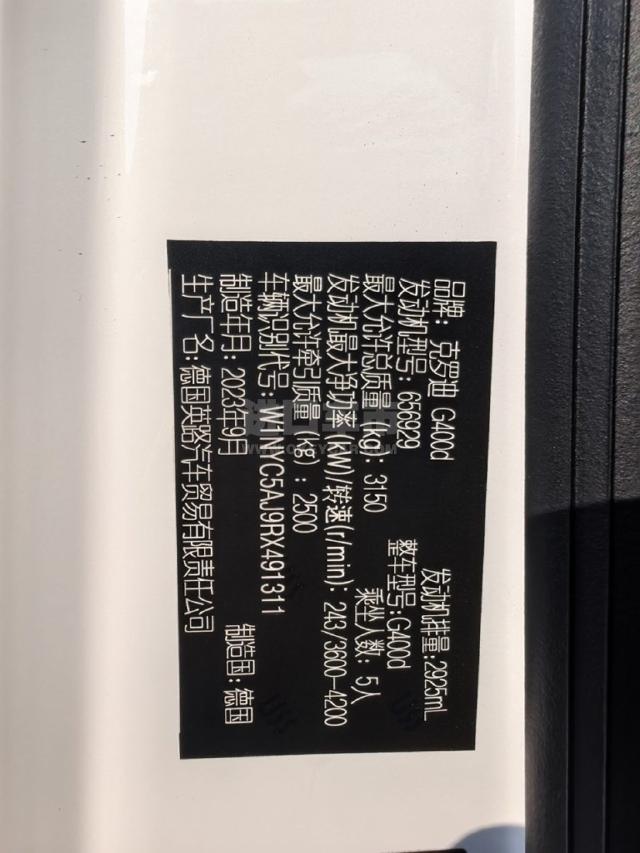 品牌：克罗迪 G400d 发动机排量:2925mL
发动机型号：656929 整车型号:G400d
最大允许总质量(kg)：3150 乘坐人数：5人
发动机最大净功率(kW)/转速(r/min)：243/3600-4200
最大允许牵引质量(kg)：2500
车辆识别代号:W1NYC5AJ9RX491311
制造年月：2023年9月 制造国:德国
生产厂名:德国英路汽车贸易有限责任公司